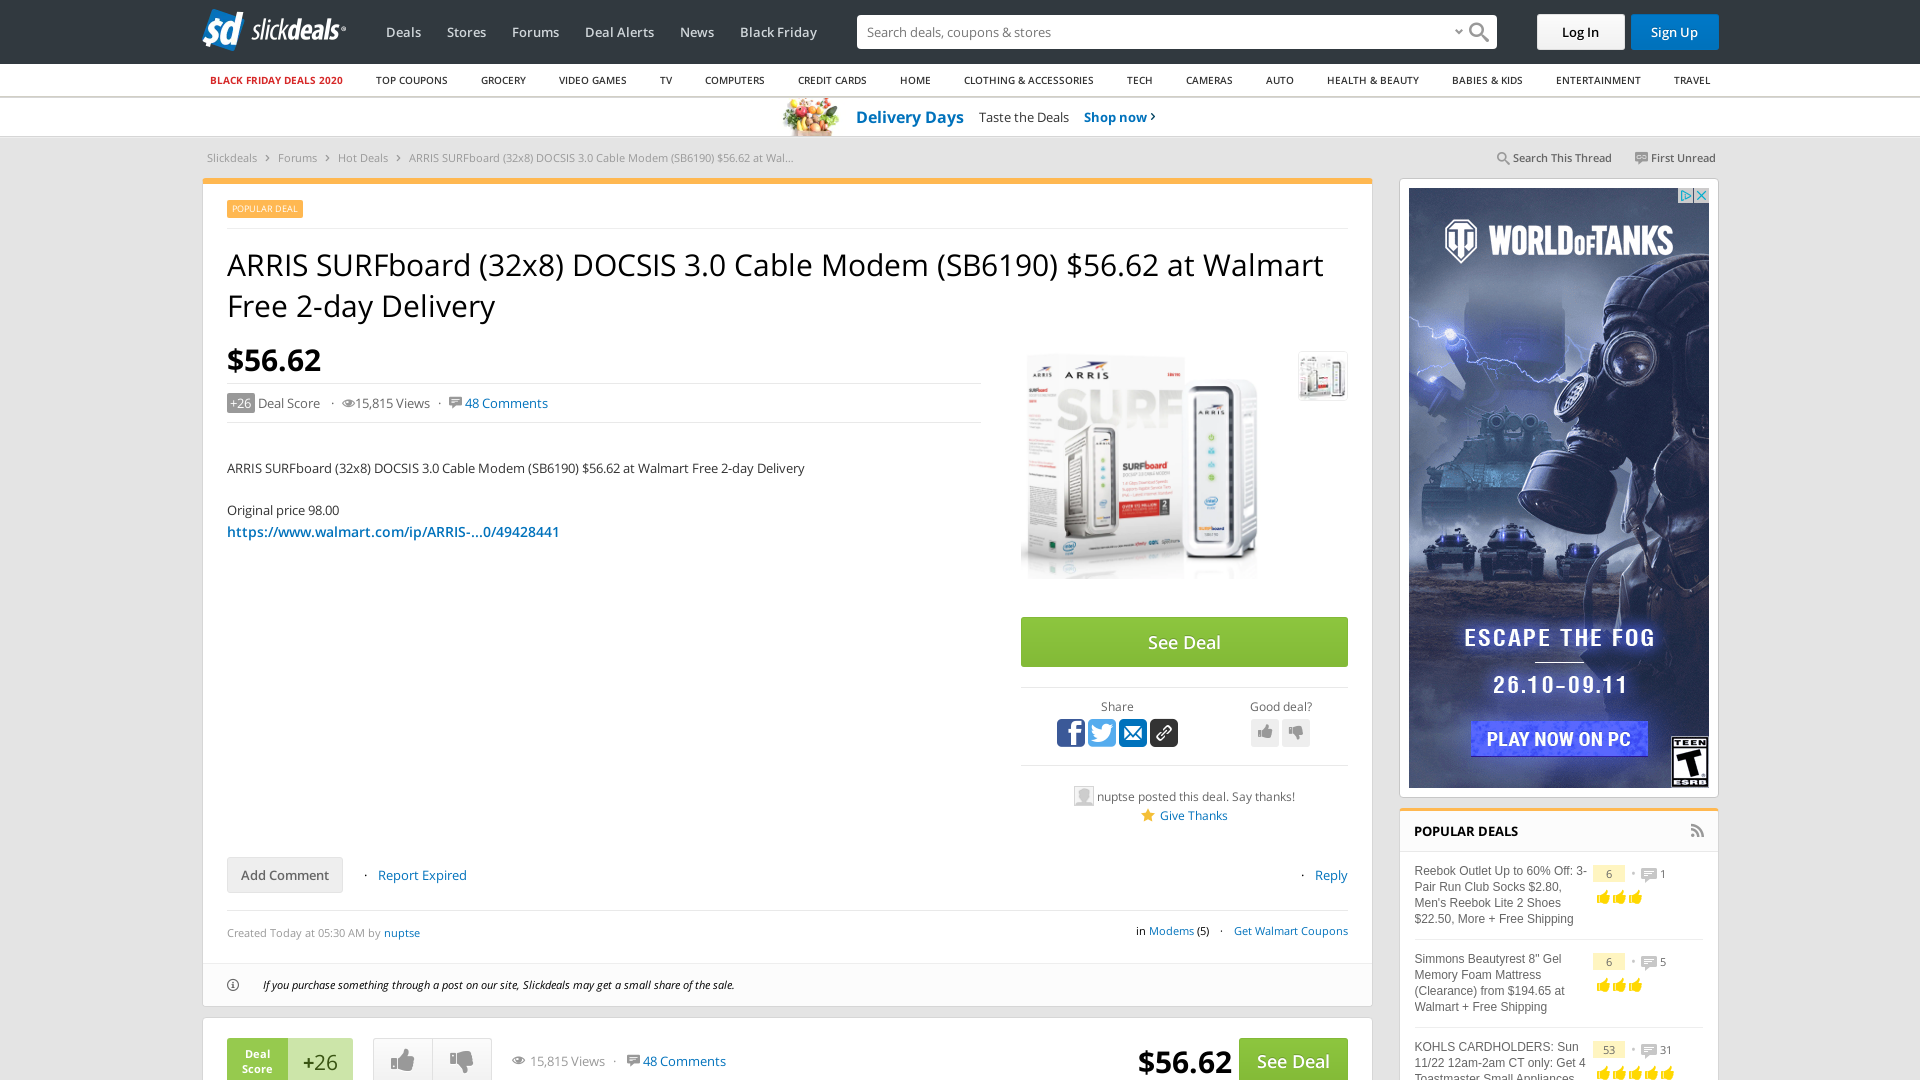 slickdeals
Deals Stores Forums Deal Alerts News Black Friday
Search deals, coupons & stores
Log In
Sign Up
BLACK FRIDAY DEALS 2020 TOP COUPONS GROCERY VIDEO GAMES TV COMPUTERS CREDIT CARDS HOME CLOTHING & ACCESSORIES TECH CAMERAS AUTO HEALTH & BEAUTY BABIES & KIDS ENTERTAINMENT TRAVEL
Delivery Days Taste the Deals Shop now
Slickdeals > Forums > Hot Deals > ARRIS SURFboard (32x8) DOCSIS 3.0 Cable Modem (SB6190) $56.62 at Wal...
Search This Thread First Unread
POPULAR DEAL
ARRIS SURFboard (32x8) DOCSIS 3.0 Cable Modem (SB6190) $56.62 at Walmart
Free 2-day Delivery
$56.62
+26 Deal Score · 15,815 Views · 48 Comments
ARRIS SURFboard (32x8) DOCSIS 3.0 Cable Modem (SB6190) $56.62 at Walmart Free 2-day Delivery
Original price 98.00
https://www.walmart.com/ip/ARRIS-...0/49428441
ARRIS ARRIS
SURF
ARRIS
SURFboard
See Deal
Share
Good deal?
nuptse posted this deal. Say thanks!
Give Thanks
Add Comment · Report Expired
· Reply
Created Today at 05:30 AM by nuptse
in Modems (5) · Get Walmart Coupons
If you purchase something through a post on our site, Slickdeals may get a small share of the sale.
Deal
Score
+26
15,815 Views · 48 Comments
$56.62
See Deal
WORLD OF TANKS
ESCAPE THE FOG
26.10-09.11
PLAY NOW ON PC
TEEN
T
ESRB
POPULAR DEALS
Reebok Outlet Up to 60% Off: 3-
Pair Run Club Socks $2.80,
Men's Reebok Lite 2 Shoes
$22.50, More + Free Shipping
6 • 1
Simmons Beautyrest 8" Gel
Memory Foam Mattress
(Clearance) from $194.65 at
Walmart + Free Shipping
6 • 5
KOHLS CARDHOLDERS: Sun
11/22 12am-2am CT only: Get 4
Toastmaster Small Appliances
53 • 31